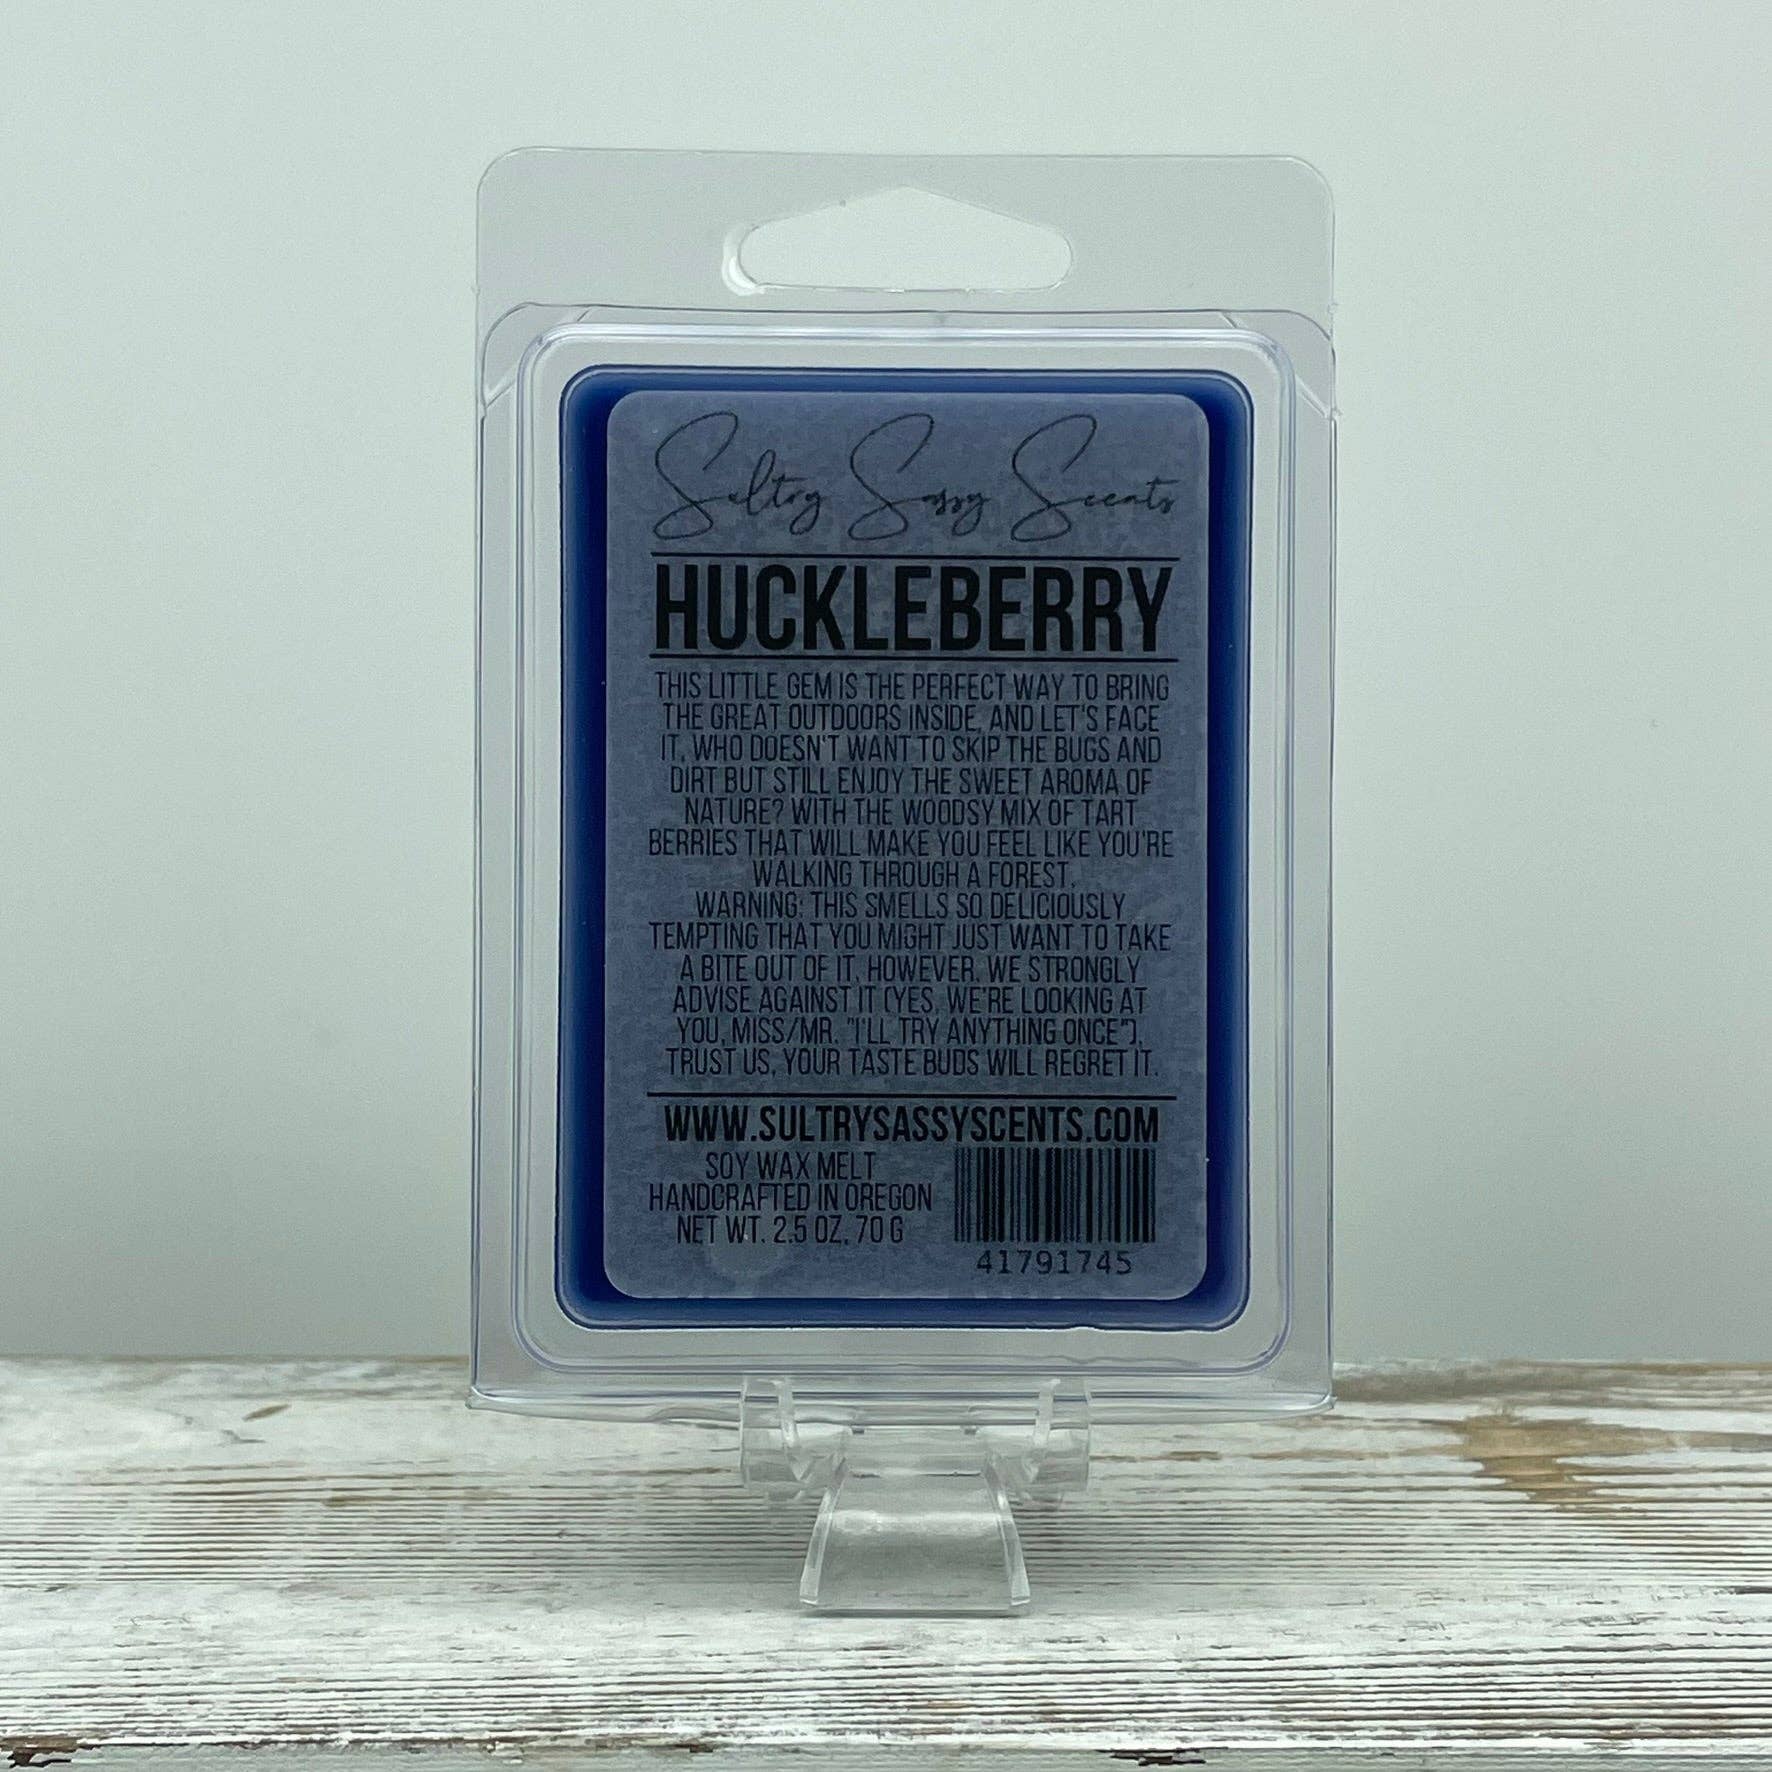 Sultry Sassy Scents
HUCKLEBERRY
THIS LITTLE GEM IS THE PERFECT WAY TO BRING
THE GREAT OUTDOORS INSIDE, AND LET'S FACE
IT, WHO DOESN'T WANT TO SKIP THE BUGS AND
DIRT BUT STILL ENJOY THE SWEET AROMA OF
NATURE? WITH THE WOODSY MIX OF TART
BERRIES THAT WILL MAKE YOU FEEL LIKE YOU'RE
WALKING THROUGH A FOREST.
WARNING: THIS SMELLS SO DELICIOUSLY
TEMPTING THAT YOU MIGHT JUST WANT TO TAKE
A BITE OUT OF IT, HOWEVER, WE STRONGLY
ADVISE AGAINST IT (YES, WE'RE LOOKING AT
YOU, MISS/MR. "I'LL TRY ANYTHING ONCE").
TRUST US, YOUR TASTE BUDS WILL REGRET IT.
WWW.SULTRYSASSYSCENTS.COM
SOY WAX MELT
HANDCRAFTED IN OREGON
NET WT. 2.5 OZ, 70 G
41791745